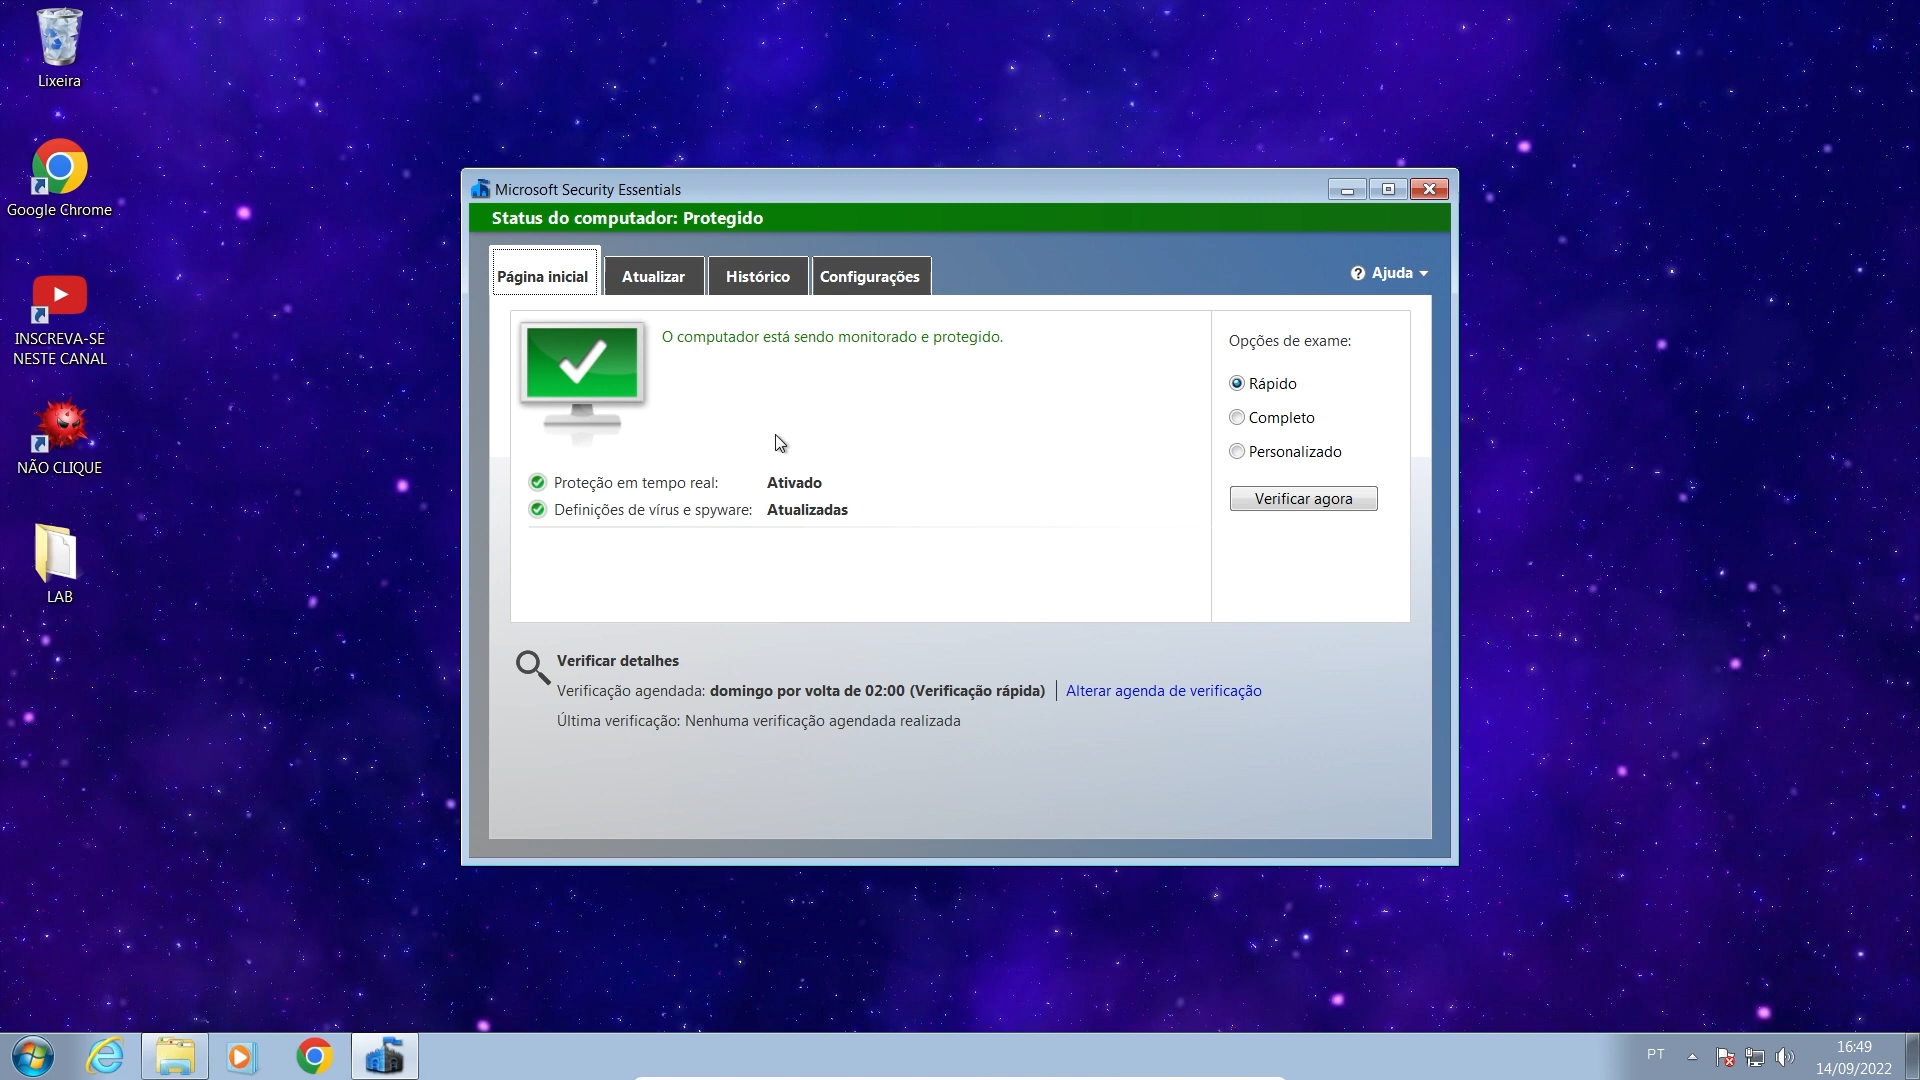 Lixeira
Google Chrome
INSCREVA-SE
NESTE CANAL
NÃO CLIQUE
LAB
Microsoft Security Essentials
Status do computador: Protegido
Página inicial
Atualizar
Histórico
Configurações
Ajuda
O computador está sendo monitorado e protegido.
Proteção em tempo real: Ativado
Definições de vírus e spyware: Atualizadas
Opções de exame:
Rápido
Completo
Personalizado
Verificar agora
Verificar detalhes
Verificação agendada: domingo por volta de 02:00 (Verificação rápida) Alterar agenda de verificação
Última verificação: Nenhuma verificação agendada realizada
PT
16:49
14/09/2022